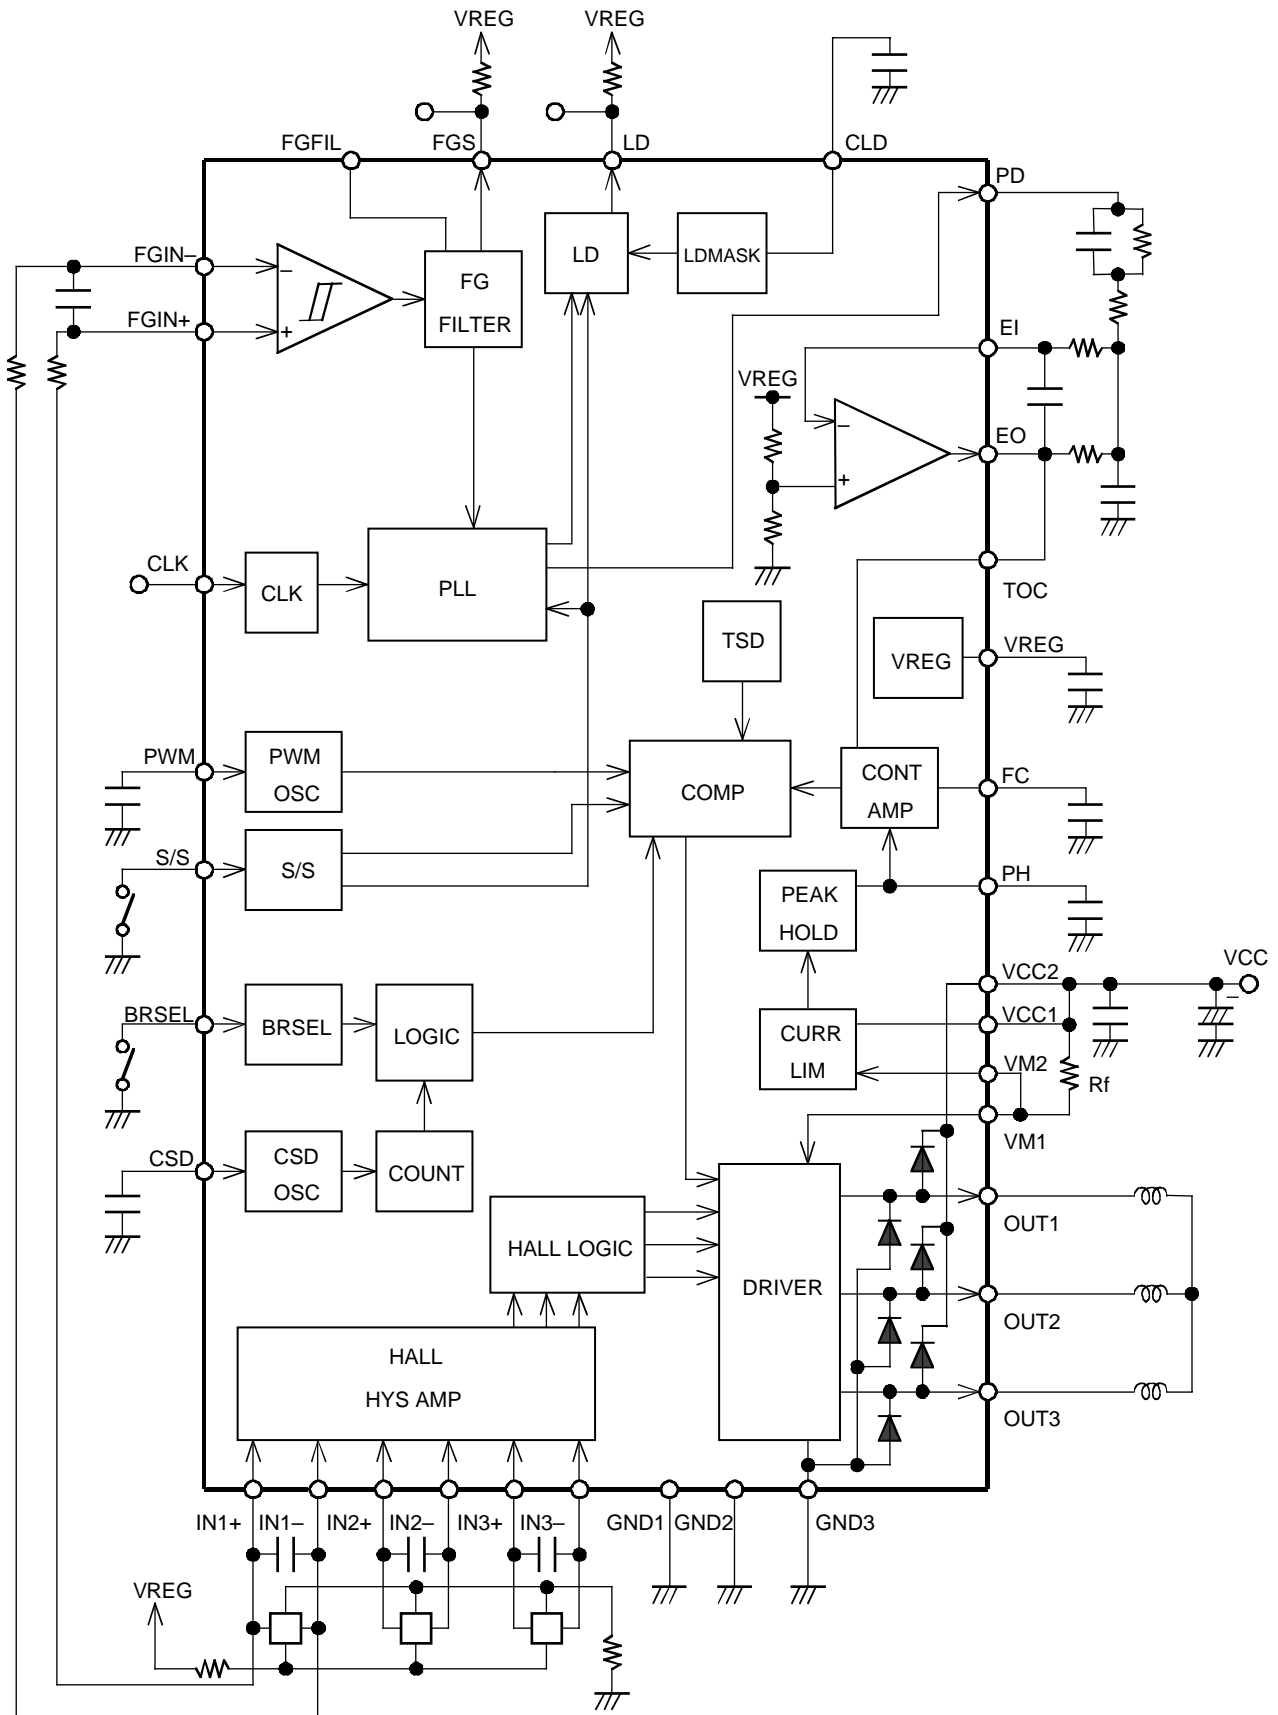 VREG VREG
FGFIL FGS LD CLD
PD
FGIN– LD LDMASK
FG
FILTER
–
FGIN+ +
EI
VREG
–
EO
+
CLK
CLK PLL
TOC
TSD
VREG VREG
PWM PWM
OSC COMP CONT
AMP FC
S/S S/S
PEAK
HOLD PH
VCC
VCC2
–
BRSEL BRSEL LOGIC
VCC1
CURR
LIM
VM2
Rf
VM1
CSD CSD
OSC COUNT
OUT1
HALL LOGIC
DRIVER
OUT2
HALL
HYS AMP
OUT3
IN1+ IN1– IN2+ IN2– IN3+ IN3– GND1 GND2 GND3
VREG